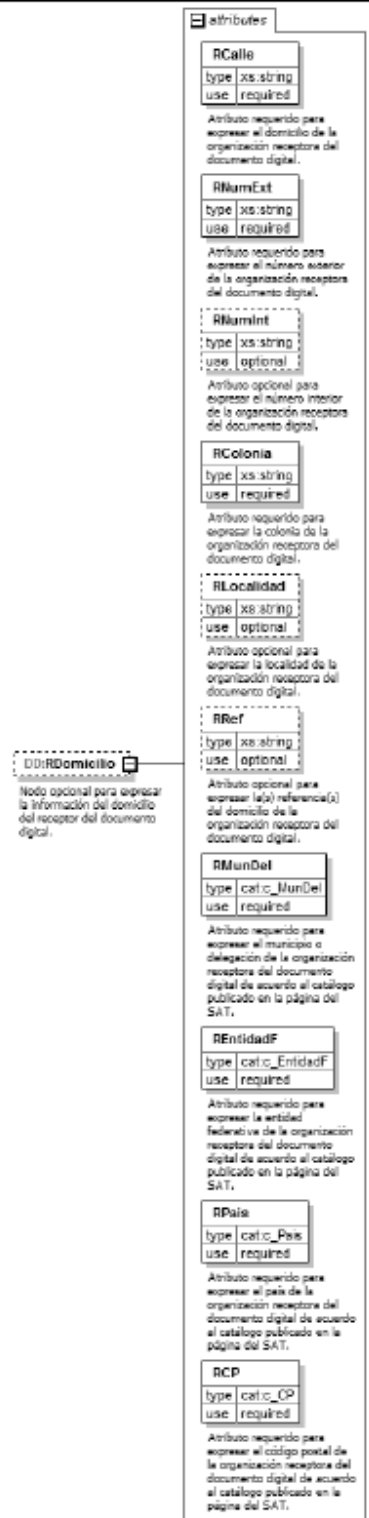 attributes
RCalle
type xs:string
use required
Atributo requerido para
expresar el domicilio de la
organización receptora del
documento digital.
RNumExt
type xs:string
use required
Atributo requerido para
expresar el número exterior
de la organización receptora
del documento digital.
RNumInt
type xs:string
use optional
Atributo opcional para
expresar el número interior
de la organización receptora
del documento digital.
RColonia
type xs:string
use required
Atributo requerido para
expresar la colonia de la
organización receptora del
documento digital.
RLocalidad
type xs:string
use optional
Atributo opcional para
expresar la localidad de la
organización receptora del
documento digital.
RRef
type xs:string
use optional
Atributo opcional para
expresar la(s) referencia(s)
del domicilio de la
organización receptora del
documento digital.
DD:RDomicilio
Nodo opcional para expresar
la información del domicilio
del receptor del documento
digital.
RMunDel
type cat:c_MunDel
use required
Atributo requerido para
expresar el municipio o
delegación de la organización
receptora del documento
digital de acuerdo al catálogo
publicado en la página del
SAT.
REntidadF
type cat:c_EntidadF
use required
Atributo requerido para
expresar la entidad
federativa de la organización
receptora del documento
digital de acuerdo al catálogo
publicado en la página del
SAT.
RPais
type cat:c_Pais
use required
Atributo requerido para
expresar el país de la
organización receptora del
documento digital de acuerdo
al catálogo publicado en la
página del SAT.
RCP
type cat:c_CP
use required
Atributo requerido para
expresar el código postal de
la organización receptora del
documento digital de acuerdo
al catálogo publicado en la
página del SAT.